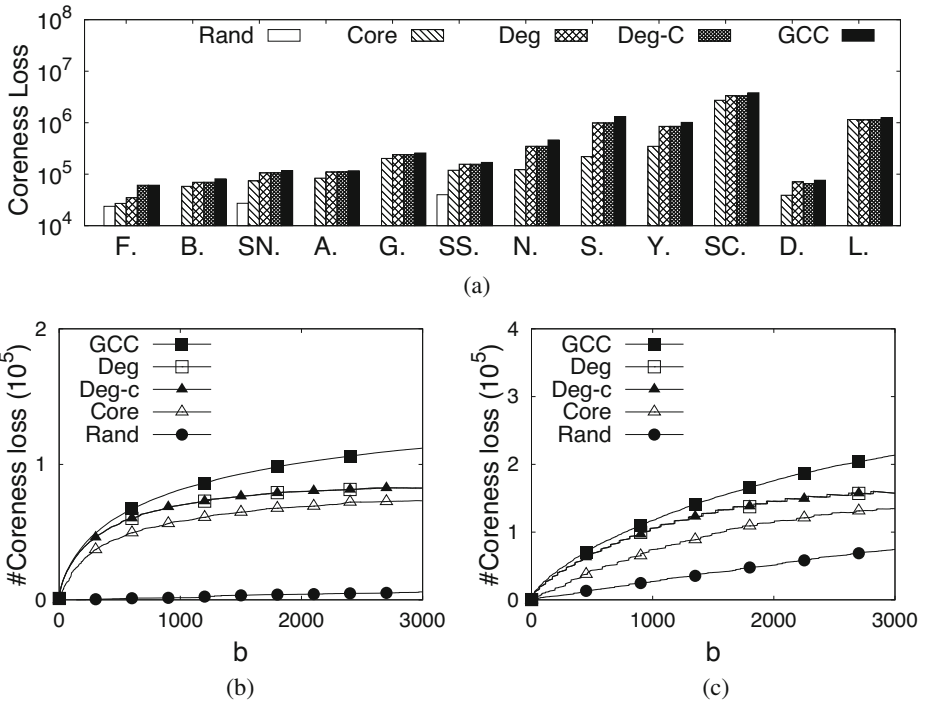 Rand Core Deg Deg-C GCC
Coreness Loss
10^8
10^7
10^6
10^5
10^4
F. B. SN. A. G. SS. N. S. Y. SC. D. L.
(a)
#Coreness loss (10^5)
2
1
0
GCC
Deg
Deg-c
Core
Rand
0 1000 2000 3000
b
(b)
#Coreness loss (10^5)
4
3
2
1
0
GCC
Deg
Deg-c
Core
Rand
0 1000 2000 3000
b
(c)